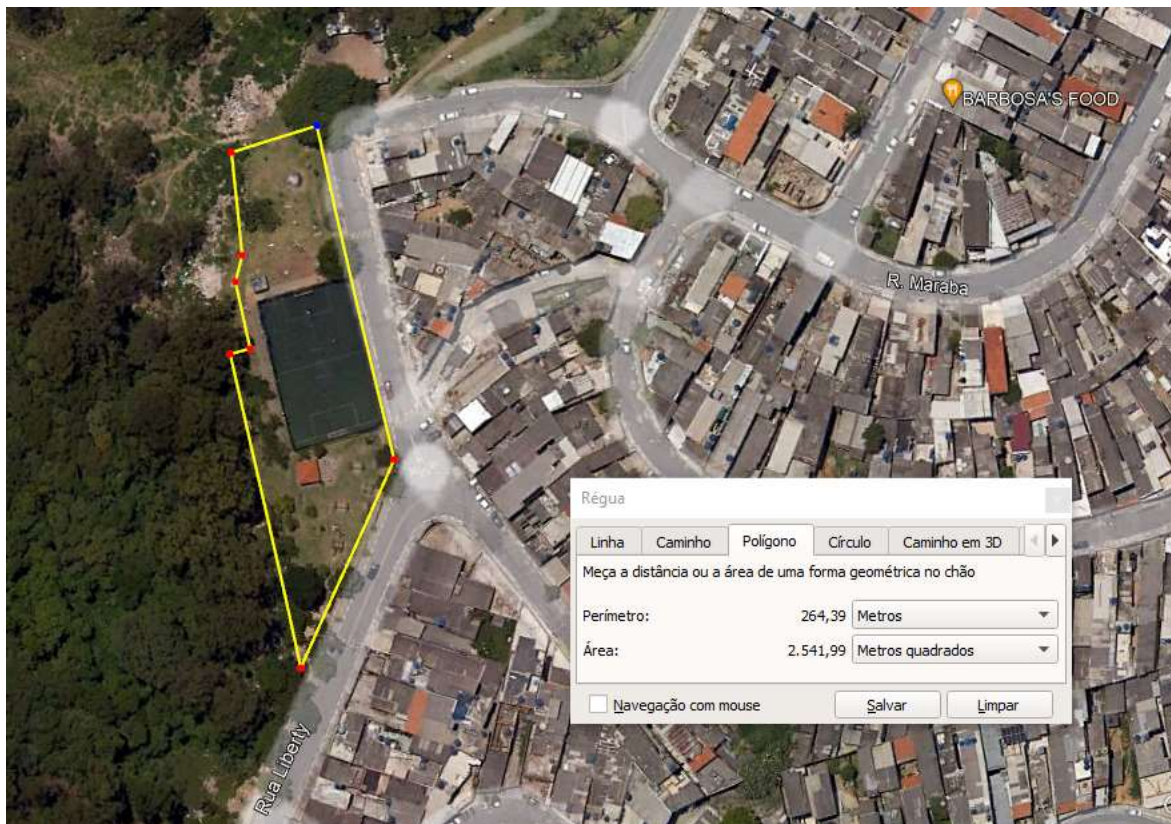 BARBOSA'S FOOD
R. Maraba
Régua
Linha Caminho Polígono Círculo Caminho em 3D
Meça a distância ou a área de uma forma geométrica no chão
Perímetro: 264,39 Metros
Área: 2.541,99 Metros quadrados
Navegação com mouse Salvar Limpar
Rua Liberty